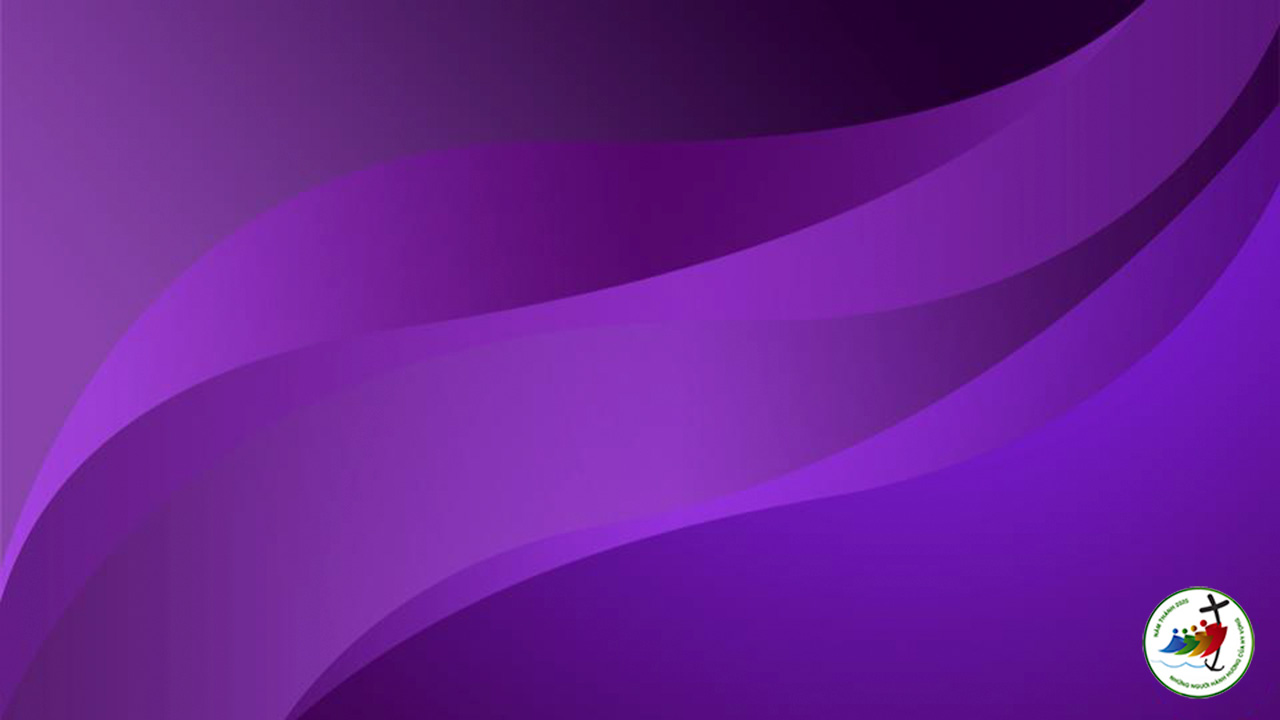 NĂM THÁNH 2025
NHỮNG NGƯỜI HÀNH HƯƠNG CỦA HY VỌNG